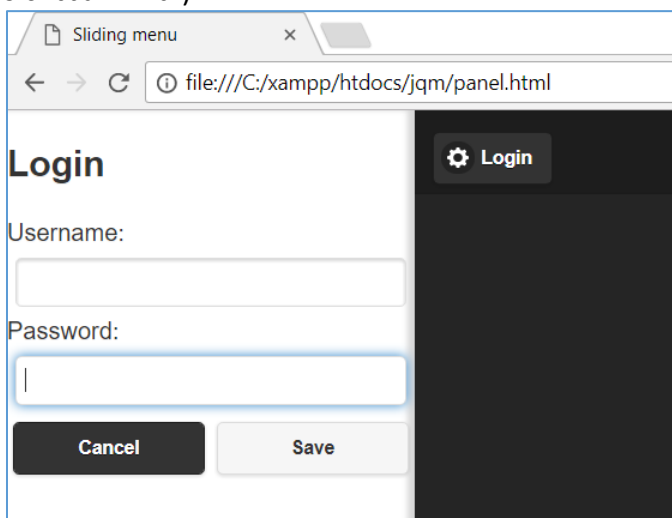 Sliding menu
file:///C:/xampp/htdocs/jqm/panel.html
Login
Login
Username:
Password:
Cancel Save